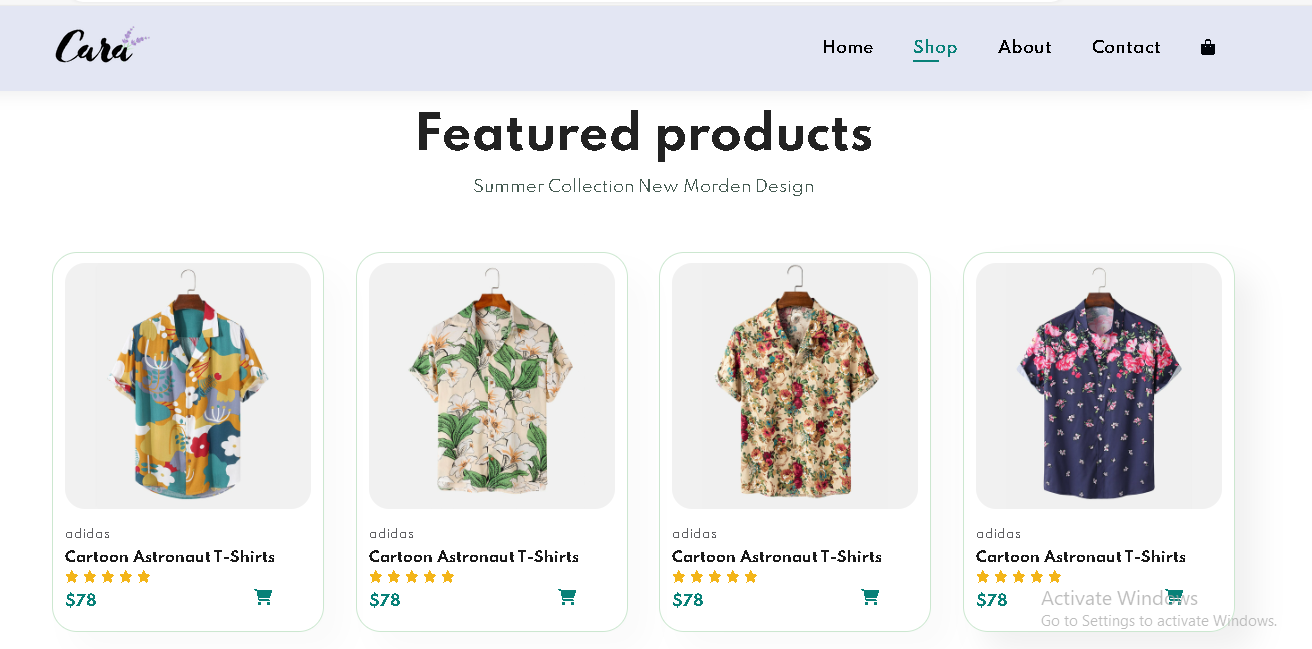 Cara
Home Shop About Contact
Featured products
Summer Collection New Morden Design
adidas
Cartoon Astronaut T-Shirts
$78
adidas
Cartoon Astronaut T-Shirts
$78
adidas
Cartoon Astronaut T-Shirts
$78
adidas
Cartoon Astronaut T-Shirts
$78
Activate Windows
Go to Settings to activate Windows.